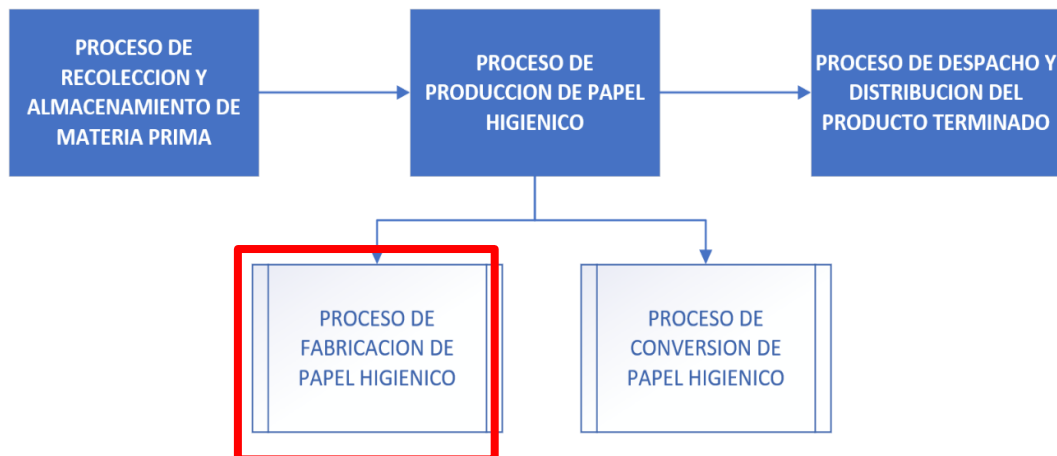 PROCESO DE
RECOLECCION Y
ALMACENAMIENTO DE
MATERIA PRIMA
PROCESO DE
PRODUCCION DE PAPEL
HIGIENICO
PROCESO DE DESPACHO Y
DISTRIBUCION DEL
PRODUCTO TERMINADO
PROCESO DE
FABRICACION DE
PAPEL HIGIENICO
PROCESO DE
CONVERSION DE
PAPEL HIGIENICO